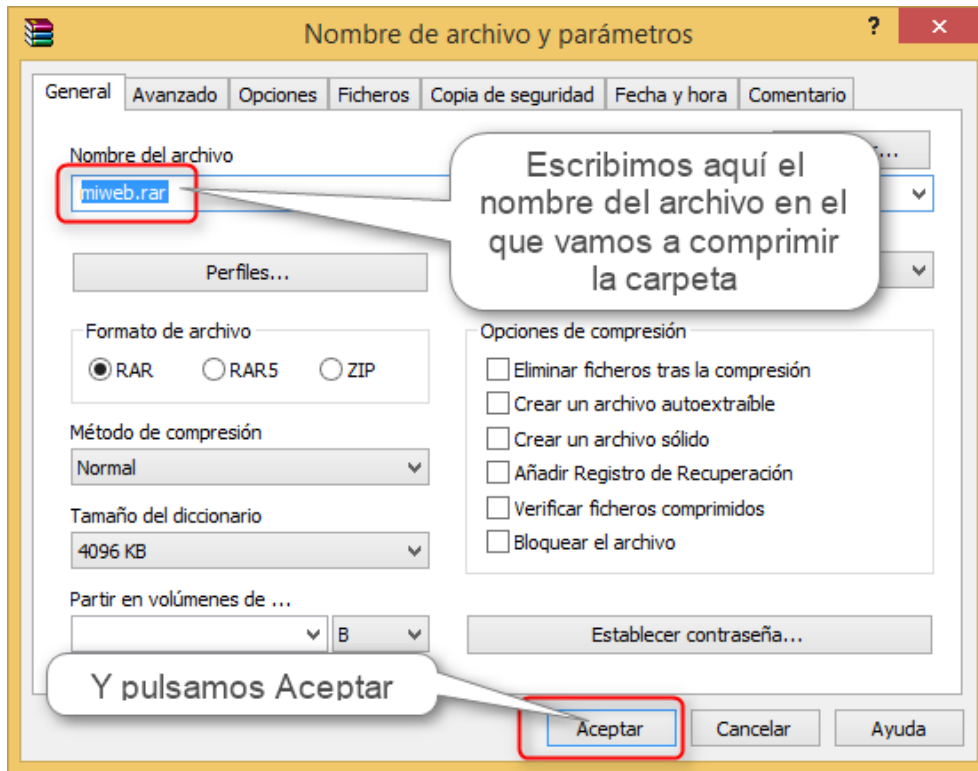 Nombre de archivo y parámetros
?
General Avanzado Opciones Ficheros Copia de seguridad Fecha y hora Comentario
Nombre del archivo
miweb.rar
Escribimos aquí el
nombre del archivo en el
que vamos a comprimir
la carpeta
Perfiles...
Formato de archivo
RAR RAR5 ZIP
Método de compresión
Normal
Tamaño del diccionario
4096 KB
Partir en volúmenes de ...
B
Opciones de compresión
Eliminar ficheros tras la compresión
Crear un archivo autoextraíble
Crear un archivo sólido
Añadir Registro de Recuperación
Verificar ficheros comprimidos
Bloquear el archivo
Establecer contraseña...
Y pulsamos Aceptar
Aceptar Cancelar Ayuda